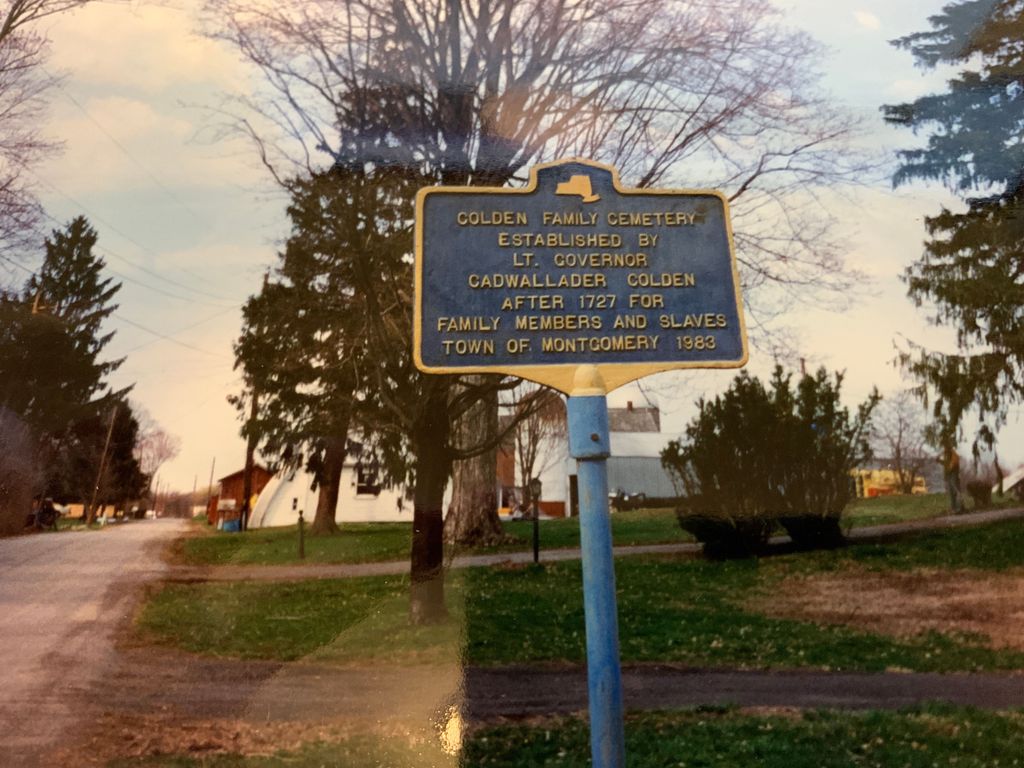 COLDEN FAMILY CEMETERY
ESTABLISHED BY
LT. GOVERNOR
CADWALLADER COLDEN
AFTER 1727 FOR
FAMILY MEMBERS AND SLAVES
TOWN OF MONTGOMERY 1983